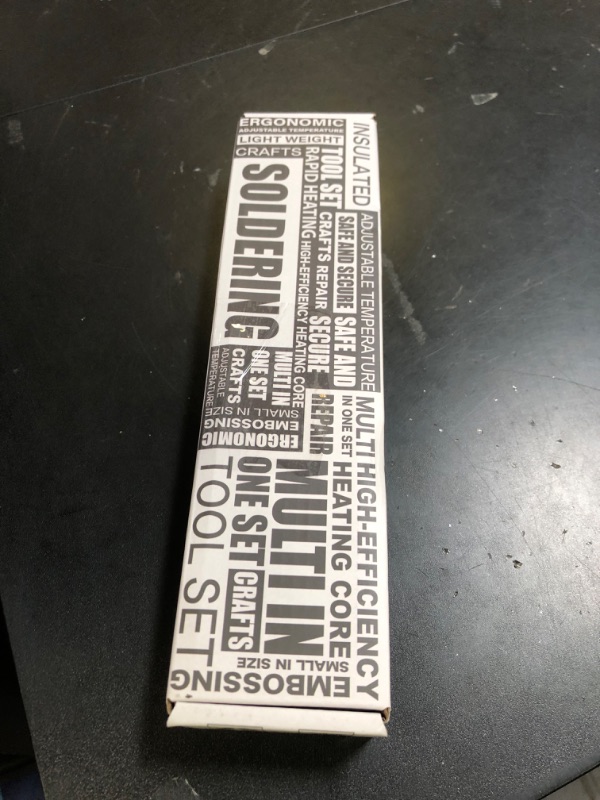 ERGONOMIC
ADJUSTABLE TEMPERATURE
LIGHT WEIGHT
CRAFTS
INSULATED
TOOL SET
RAPID HEATING
SOLDERING
ADJUSTABLE TEMPERATURE
SAFE AND SECURE
CRAFTS REPAIR
HIGH-EFFICIENCY HEATING CORE
SAFE AND
SECURE
REPAIR
MULTI IN
ONE SET
CRAFTS
ADJUSTABLE
TEMPERATURE
SMALL IN SIZE
EMBOSSING
ERGONOMIC
IN ONE SET
MULTI HIGH-EFFICIENCY
HEATING CORE
MULTI IN
ONE SET
CRAFTS
TOOL SET
SMALL IN SIZE
EMBOSSING